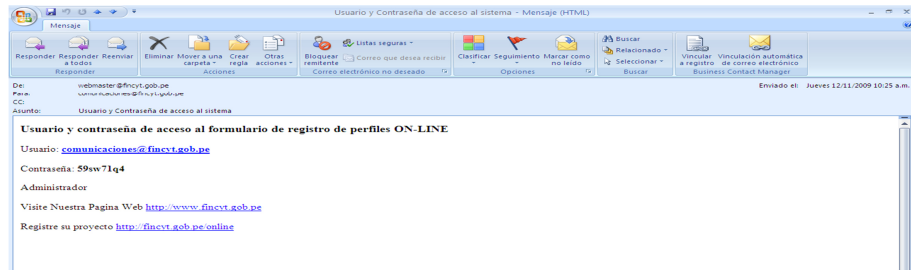 Usuario y Contraseña de acceso al sistema - Mensaje (HTML)
Mensaje
Responder Responder a todos Reenviar
Eliminar Mover a una carpeta Crear regla Otras acciones
Bloquear remitente Listas seguras Correo que desea recibir
Clasificar Seguimiento Marcar como no leído
Buscar Relacionado Seleccionar
Vincular a registro Vinculación automática de correo electrónico
Responder Acciones Correo electrónico no deseado Opciones Buscar Business Contact Manager
De: webmaster@fincyt.gob.pe Enviado el: Jueves 12/11/2009 10:25 a.m.
Para: comunicaciones@fincyt.gob.pe
CC:
Asunto: Usuario y Contraseña de acceso al sistema
Usuario y contraseña de acceso al formulario de registro de perfiles ON-LINE
Usuario: comunicaciones@fincyt.gob.pe
Contraseña: 59sw71q4
Administrador
Visite Nuestra Pagina Web http://www.fincyt.gob.pe
Registre su proyecto http://fincyt.gob.pe/online